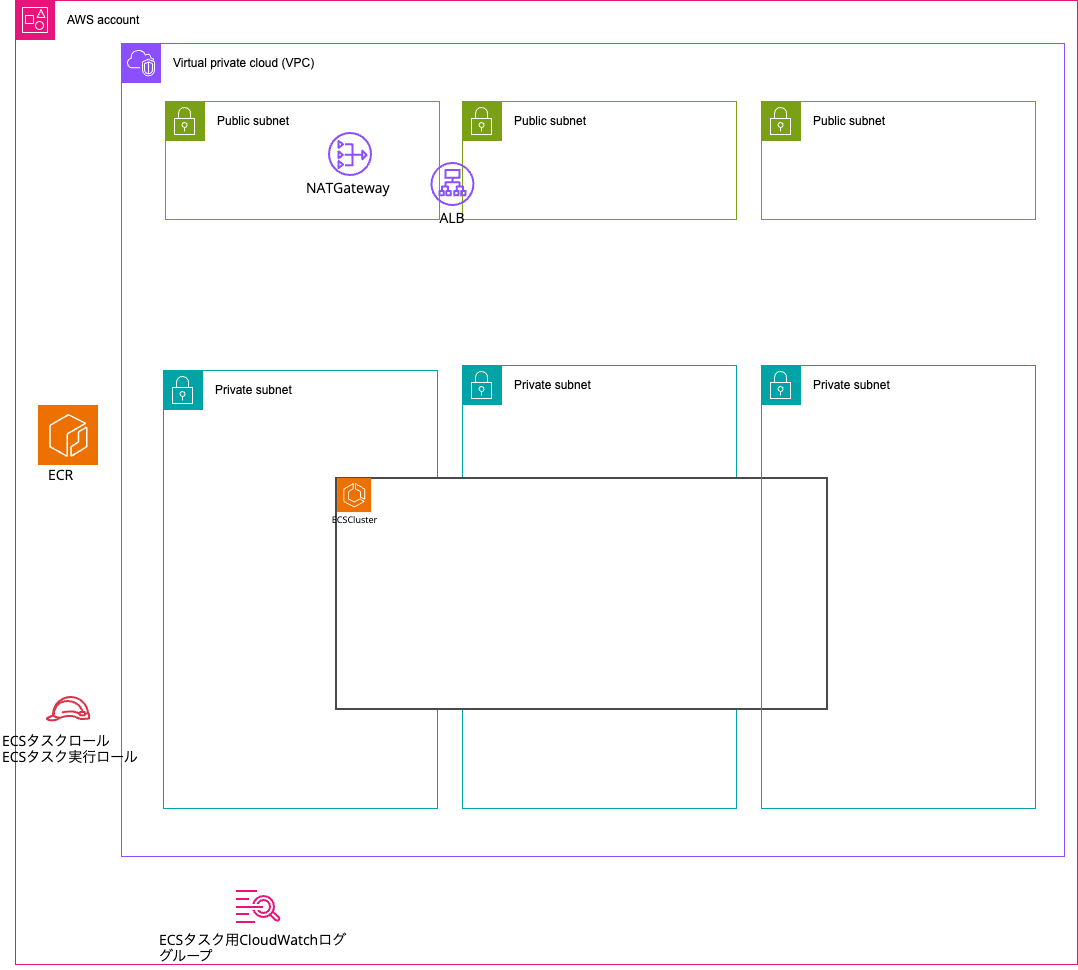 AWS account
Virtual private cloud (VPC)
Public subnet
Public subnet
Public subnet
NATGateway
ALB
Private subnet
Private subnet
Private subnet
ECR
ECSCluster
ECSタスクロール
ECSタスク実行ロール
ECSタスク用CloudWatchログ
グループ